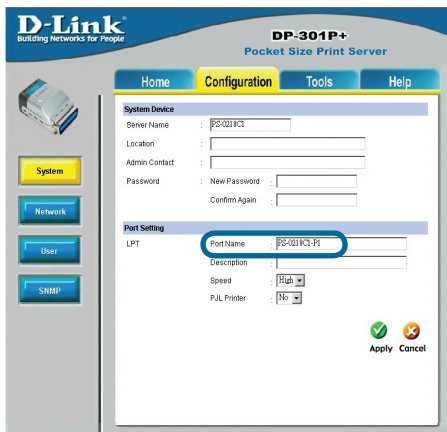 D-Link
Building Networks for People
DP-301P+
Pocket Size Print Server
Home Configuration Tools Help
System
Network
User
SNMP
System Device
Server Name : PS-0218C1
Location :
Admin Contact :
Password : New Password :
Confirm Again :
Port Setting
LPT Port Name : PS-0218C1-P1
Description :
Speed : High
PJL Printer : No
Apply Cancel